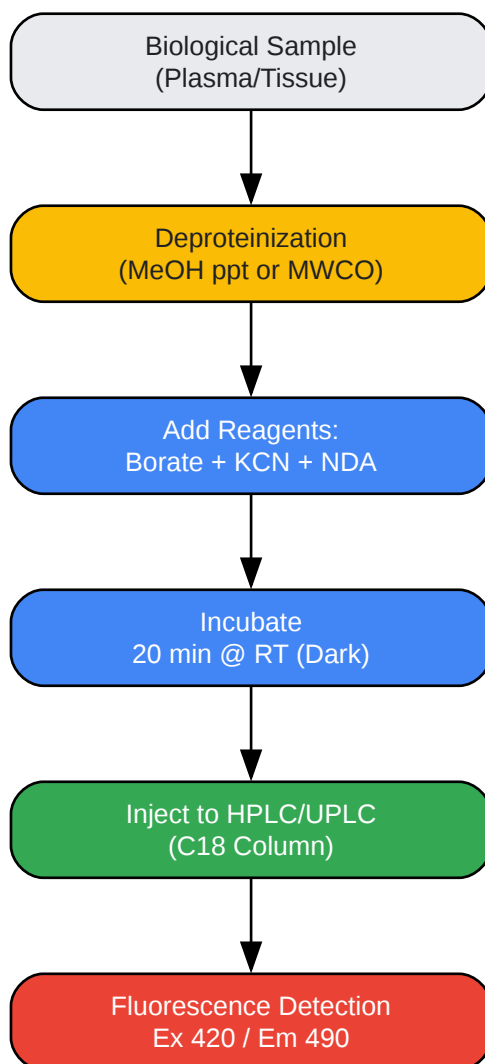 Biological Sample
(Plasma/Tissue)
Deproteinization
(MeOH ppt or MWCO)
Add Reagents:
Borate + KCN + NDA
Incubate
20 min @ RT (Dark)
Inject to HPLC/UPLC
(C18 Column)
Fluorescence Detection
Ex 420 / Em 490